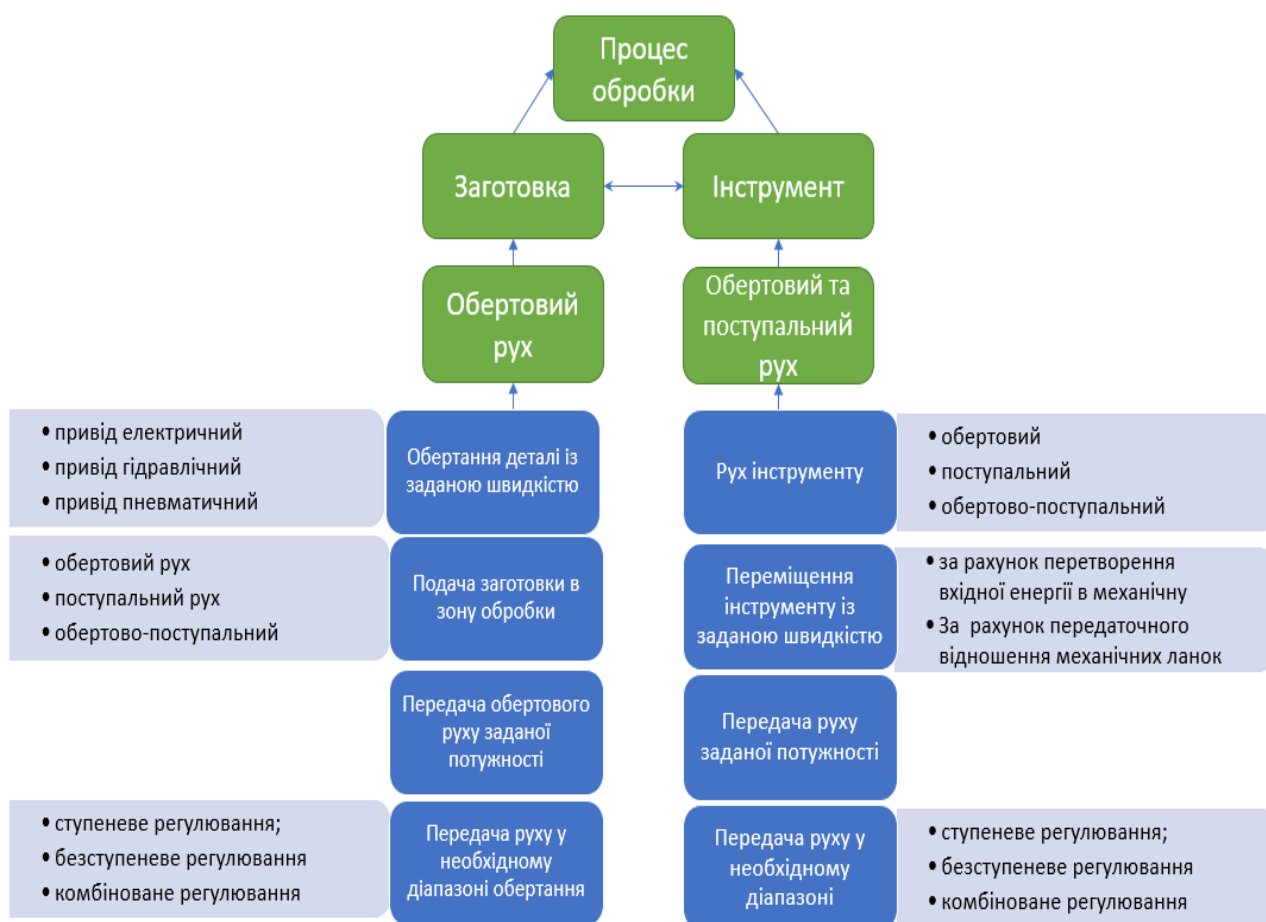 Процес
обробки
Заготовка
Інструмент
Обертовий
рух
Обертовий та
поступальний
рух
• привід електричний
• привід гідравлічний
• привід пневматичний
Обертання деталі із
заданою швидкістю
Рух інструменту
• обертовий
• поступальний
• обертово-поступальний
• обертовий рух
• поступальний рух
• обертово-поступальний
Подача заготовки в
зону обробки
Переміщення
інструменту із
заданою швидкістю
• за рахунок перетворення
вхідної енергії в механічну
• За рахунок передаточного
відношення механічних ланок
Передача обертового
руху заданої
потужності
Передача руху
заданої потужності
• ступеневе регулювання;
• безступеневе регулювання
• комбіноване регулювання
Передача руху у
необхідному
діапазоні обертання
Передача руху у
необхідному
діапазоні
• ступеневе регулювання;
• безступеневе регулювання
• комбіноване регулювання